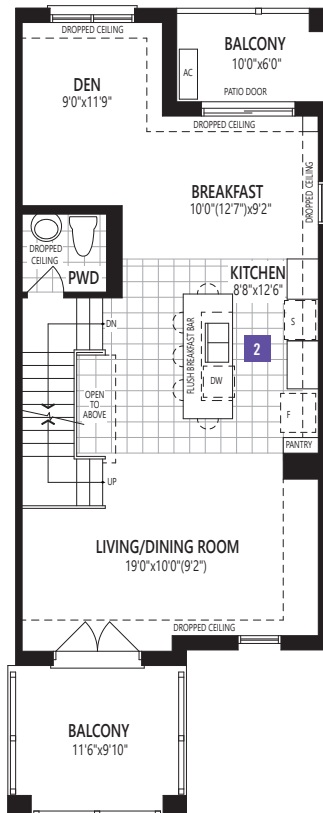 DROPPED CEILING
BALCONY
10'0"x6'0"
AC
PATIO DOOR
DEN
9'0"x11'9"
DROPPED CEILING
BREAKFAST
10'0"(12'7")x9'2"
DROPPED CEILING
DROPPED
CEILING
PWD
KITCHEN
8'8"x12'6"
DN
S
FLUSH BREAKFAST BAR
2
DW
OPEN
TO
ABOVE
F
PANTRY
UP
LIVING/DINING ROOM
19'0"x10'0"(9'2")
DROPPED CEILING
BALCONY
11'6"x9'10"